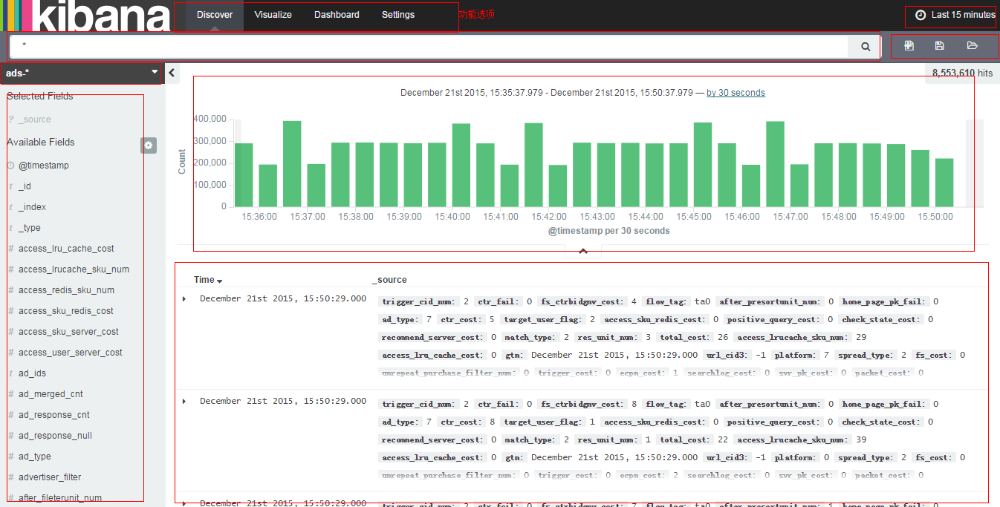 kibana Discover Visualize Dashboard Settings 功能选项 Last 15 minutes
*
ads-*
8,553,610 hits
Selected Fields
? _source
Available Fields
@timestamp
t _id
t _index
t _type
# access_lru_cache_cost
# access_lrucache_sku_num
# access_redis_sku_num
# access_sku_redis_cost
# access_sku_server_cost
# access_user_server_cost
t ad_ids
# ad_merged_cnt
# ad_response_cnt
# ad_response_null
# ad_type
# advertiser_filter
# after_fileterunit_num
December 21st 2015, 15:35:37.979 - December 21st 2015, 15:50:37.979 — by 30 seconds
Count
400,000
300,000
200,000
100,000
0
15:36:00 15:37:00 15:38:00 15:39:00 15:40:00 15:41:00 15:42:00 15:43:00 15:44:00 15:45:00 15:46:00 15:47:00 15:48:00 15:49:00 15:50:00
@timestamp per 30 seconds
Time _source
December 21st 2015, 15:50:29.000 trigger_cid_num: 2 ctr_fail: 0 fs_ctrbidgmv_cost: 4 flow_tag: ta0 after_presortunit_num: 0 home_page_pk_fail: 0
ad_type: 7 ctr_cost: 5 target_user_flag: 2 access_sku_redis_cost: 0 positive_query_cost: 0 check_state_cost: 0
recommend_server_cost: 0 match_type: 2 res_unit_num: 3 total_cost: 26 access_lrucache_sku_num: 29
access_lru_cache_cost: 0 gtm: December 21st 2015, 15:50:29.000 url_cid3: -1 platform: 7 spread_type: 2 fs_cost: 0
unrepeat_purchase_filter_num: 0 trigger_cost: 0 ecpm_cost: 1 searchlog_cost: 0 svr_pk_cost: 0 packet_cost: 0
December 21st 2015, 15:50:29.000 trigger_cid_num: 2 ctr_fail: 0 fs_ctrbidgmv_cost: 8 flow_tag: ta0 after_presortunit_num: 0 home_page_pk_fail: 0
ad_type: 7 ctr_cost: 8 target_user_flag: 1 access_sku_redis_cost: 0 positive_query_cost: 0 check_state_cost: 0
recommend_server_cost: 0 match_type: 2 res_unit_num: 1 total_cost: 22 access_lrucache_sku_num: 39
access_lru_cache_cost: 0 gtm: December 21st 2015, 15:50:29.000 url_cid3: -1 platform: 0 spread_type: 2 fs_cost: 0
unrepeat_purchase_filter_num: 0 trigger_cost: 0 ecpm_cost: 2 searchlog_cost: 0 svr_pk_cost: 0 packet_cost: 0
December 21st 2015, 15:50:29.000 trigger_cid_num: 2 ctr_fail: 0 fs_ctrbidgmv_cost: 7 flow_tag: ta0 after_presortunit_num: 1 home_page_pk_fail: 0